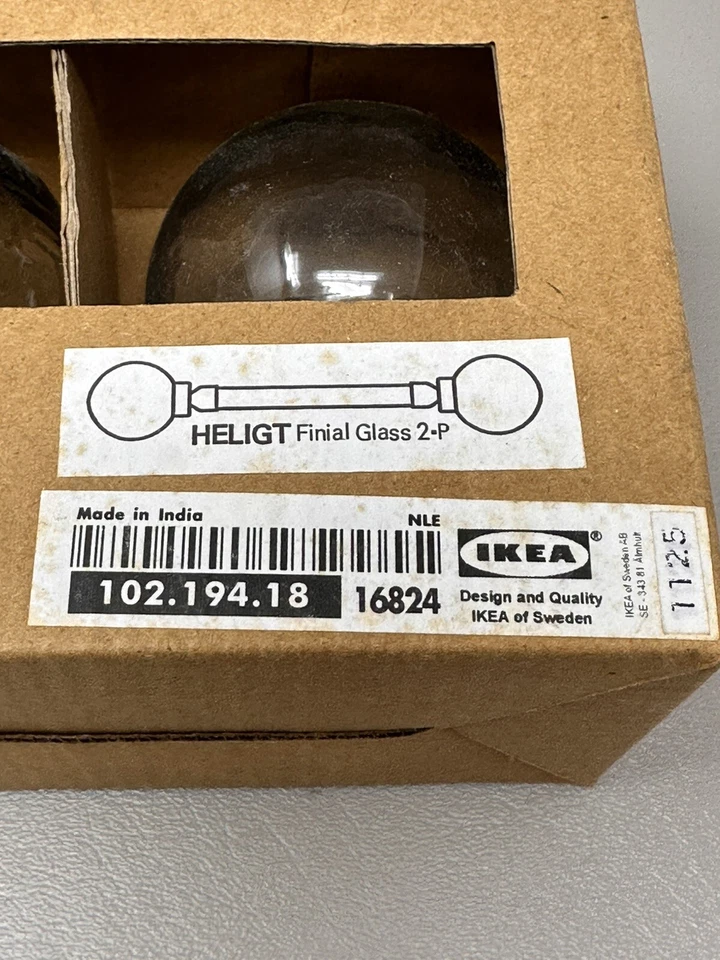 HELIGT Finial Glass 2-P
Made in India
NLE
102.194.18
16824
IKEA®
Design and Quality
IKEA of Sweden
IKEA of Sweden AB
SE - 343 81 Älmhult
1125